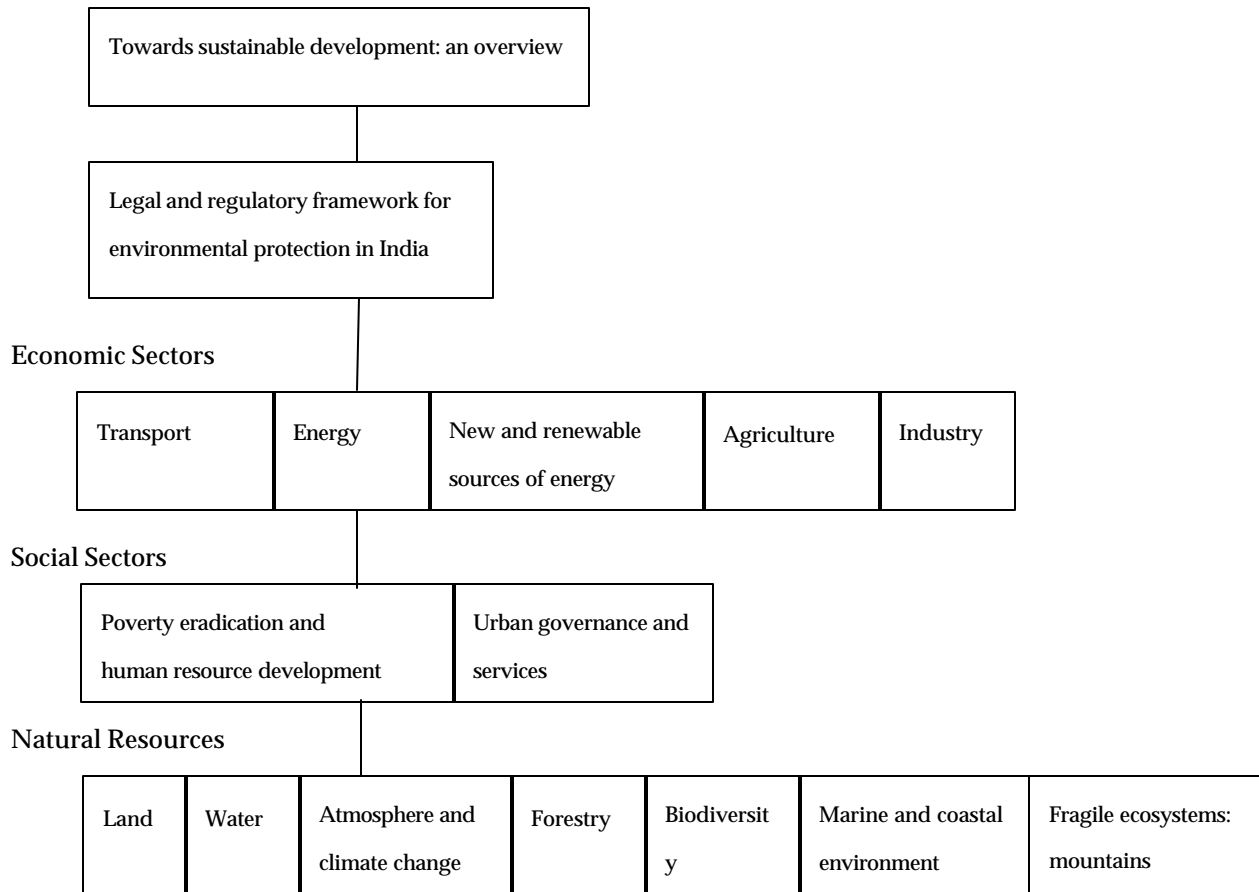 Towards sustainable development: an overview
Legal and regulatory framework for
environmental protection in India
Economic Sectors
Transport
Energy
New and renewable
sources of energy
Agriculture
Industry
Social Sectors
Poverty eradication and
human resource development
Urban governance and
services
Natural Resources
Land
Water
Atmosphere and
climate change
Forestry
Biodiversit
y
Marine and coastal
environment
Fragile ecosystems:
mountains